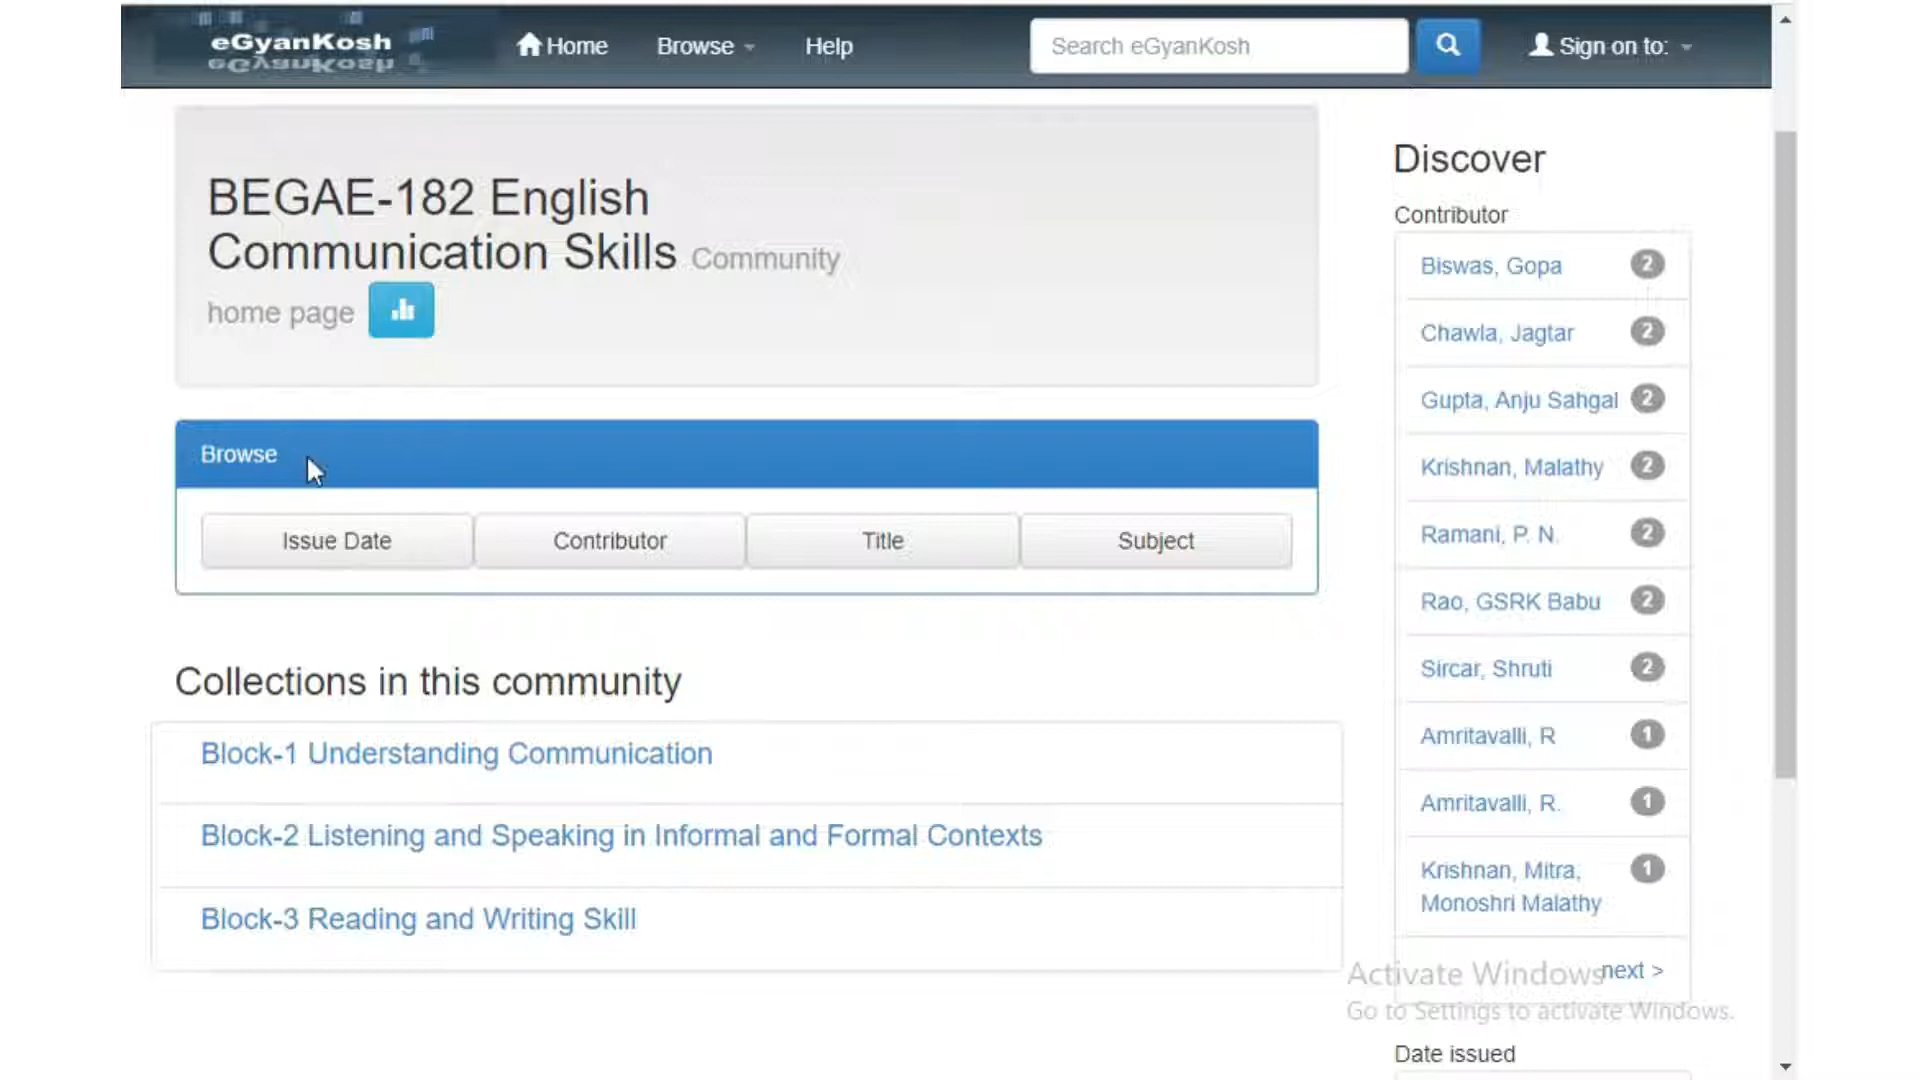 eGyanKosh
Home
Browse
Help
Search eGyanKosh
Sign on to:
BEGAE-182 English
Communication Skills Community
home page
Browse
Issue Date
Contributor
Title
Subject
Collections in this community
Block-1 Understanding Communication
Block-2 Listening and Speaking in Informal and Formal Contexts
Block-3 Reading and Writing Skill
Discover
Contributor
Biswas, Gopa 2
Chawla, Jagtar 2
Gupta, Anju Sahgal 2
Krishnan, Malathy 2
Ramani, P. N. 2
Rao, GSRK Babu 2
Sircar, Shruti 2
Amritavalli, R 1
Amritavalli, R. 1
Krishnan, Mitra, 1
Monoshri Malathy
next >
Activate Windows
Go to Settings to activate Windows.
Date issued